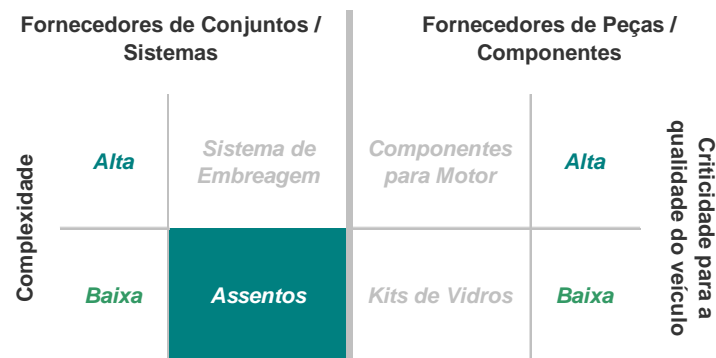 Fornecedores de Conjuntos /
Sistemas
Fornecedores de Peças /
Componentes
Complexidade
Alta
Sistema de
Embreagem
Componentes
para Motor
Alta
Baixa
Assentos
Kits de Vidros
Baixa
Criticidade para a
qualidade do veículo